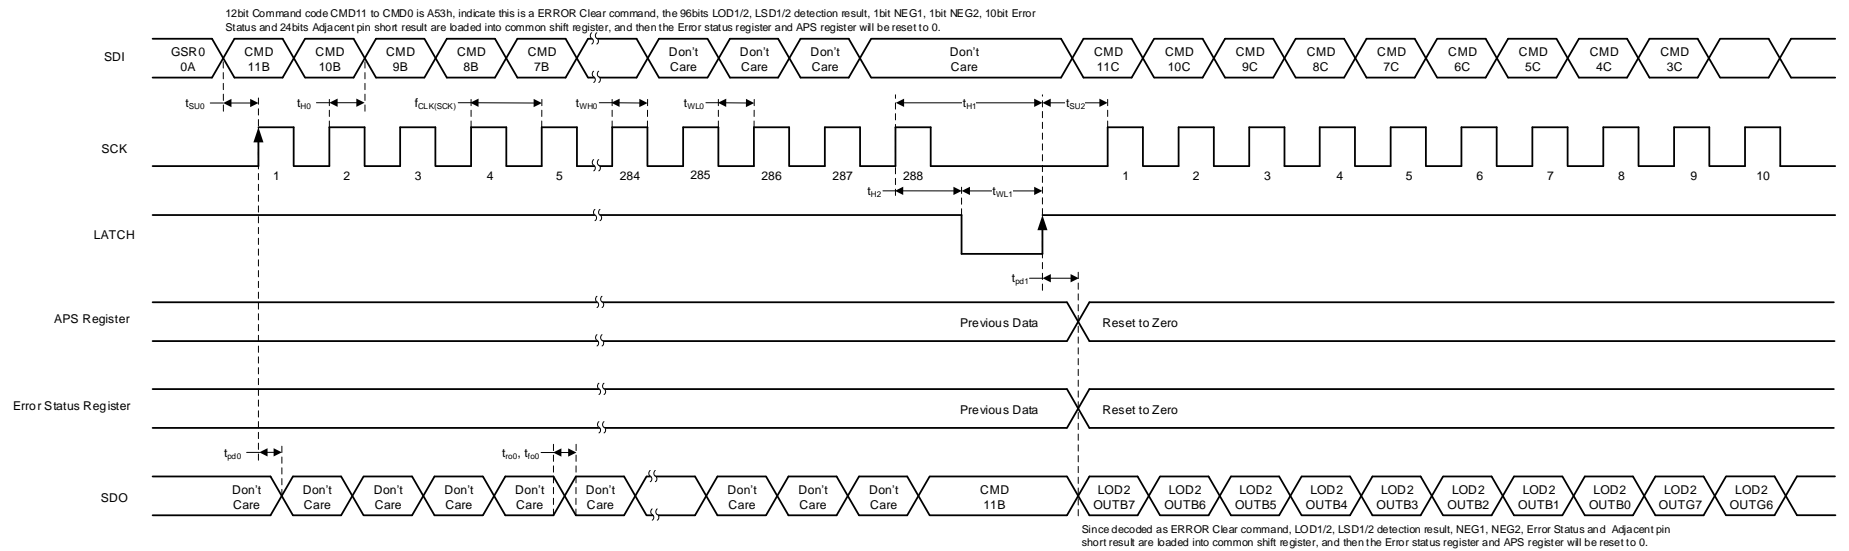 12bit Command code CMD11 to CMD0 is A53h, indicate this is a ERROR Clear command, the 96bits LOD1/2, LSD1/2 detection result, 1bit NEG1, 1bit NEG2, 10bit Error
Status and 24bits Adjacent pin short result are loaded into common shift register, and then the Error status register and APS register will be reset to 0.
SDI
GSR0 0A
CMD 11B
CMD 10B
CMD 9B
CMD 8B
CMD 7B
Don't Care
Don't Care
Don't Care
Don't Care
CMD 11C
CMD 10C
CMD 9C
CMD 8C
CMD 7C
CMD 6C
CMD 5C
CMD 4C
CMD 3C
tSU0
tH0
fCLK(SCK)
tWH0
tWL0
tH1
tSU2
SCK
1 2 3 4 5 284 285 286 287 288 1 2 3 4 5 6 7 8 9 10
tH2
tWL1
LATCH
tpd1
APS Register
Previous Data
Reset to Zero
Error Status Register
Previous Data
Reset to Zero
tpd0
tro0, tfo0
SDO
Don't Care
Don't Care
Don't Care
Don't Care
Don't Care
Don't Care
Don't Care
Don't Care
Don't Care
CMD 11B
LOD2 OUTB7
LOD2 OUTB6
LOD2 OUTB5
LOD2 OUTB4
LOD2 OUTB3
LOD2 OUTB2
LOD2 OUTB1
LOD2 OUTB0
LOD2 OUTG7
LOD2 OUTG6
Since decoded as ERROR Clear command, LOD1/2, LSD1/2 detection result, NEG1, NEG2, Error Status and Adjacent pin
short result are loaded into common shift register, and then the Error status register and APS register will be reset to 0.